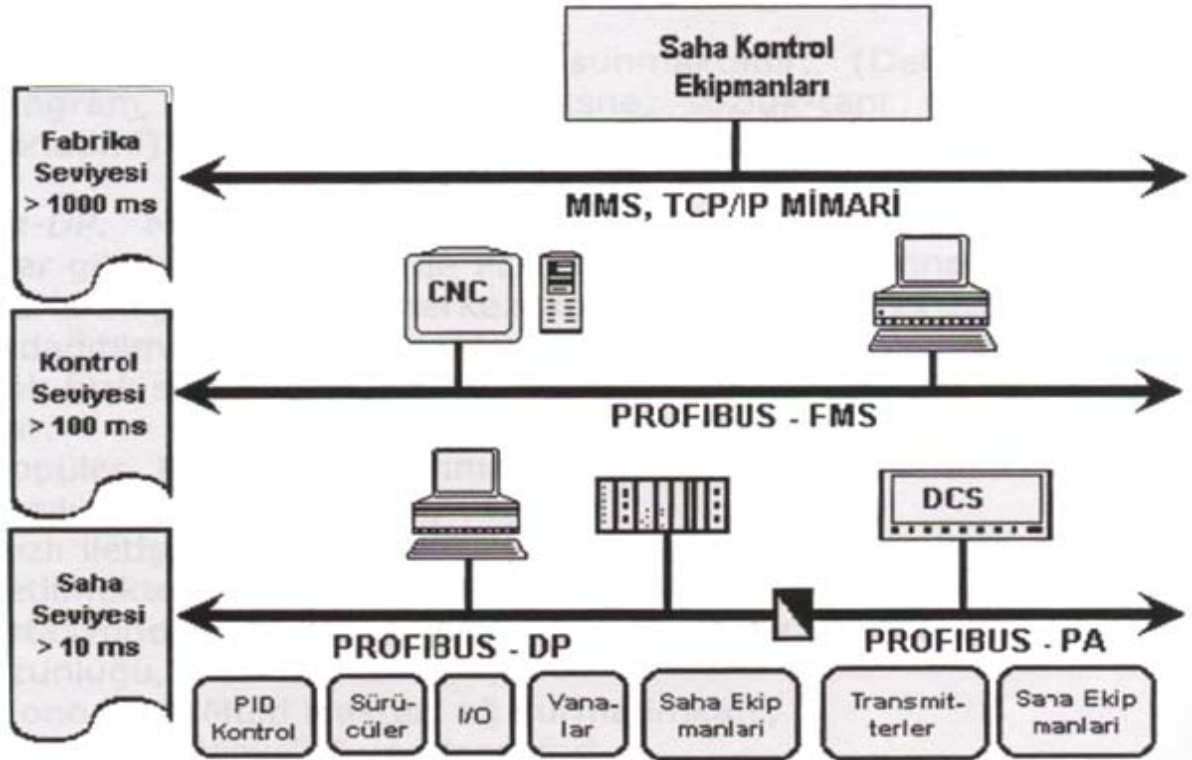 Saha Kontrol
Ekipmanları
Fabrika
Seviyesi
> 1000 ms
MMS, TCP/IP MİMARİ
CNC
Kontrol
Seviyesi
> 100 ms
PROFIBUS - FMS
DCS
Saha
Seviyesi
> 10 ms
PROFIBUS - DP
PROFIBUS - PA
PID
Kontrol
Sürü-
cüler
I/O
Vana-
lar
Saha Ekip
manlari
Transmit-
terler
Saha Ekip
manlari